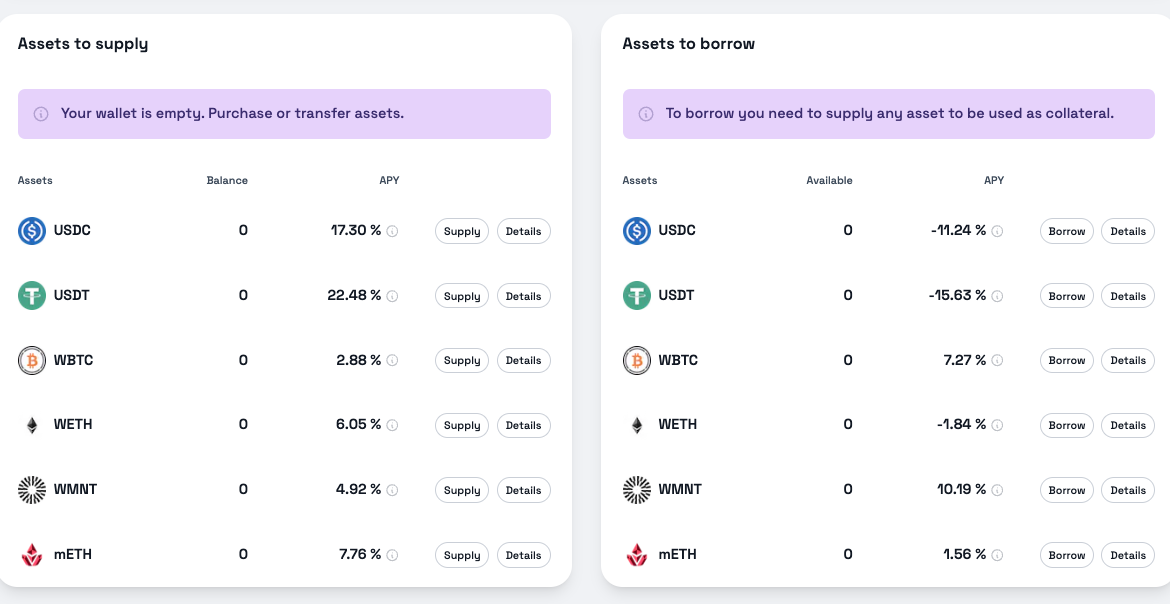 Assets to supply
Your wallet is empty. Purchase or transfer assets.
Assets Balance APY
USDC 0 17.30 % Supply Details
USDT 0 22.48 % Supply Details
WBTC 0 2.88 % Supply Details
WETH 0 6.05 % Supply Details
WMNT 0 4.92 % Supply Details
mETH 0 7.76 % Supply Details
Assets to borrow
To borrow you need to supply any asset to be used as collateral.
Assets Available APY
USDC 0 -11.24 % Borrow Details
USDT 0 -15.63 % Borrow Details
WBTC 0 7.27 % Borrow Details
WETH 0 -1.84 % Borrow Details
WMNT 0 10.19 % Borrow Details
mETH 0 1.56 % Borrow Details